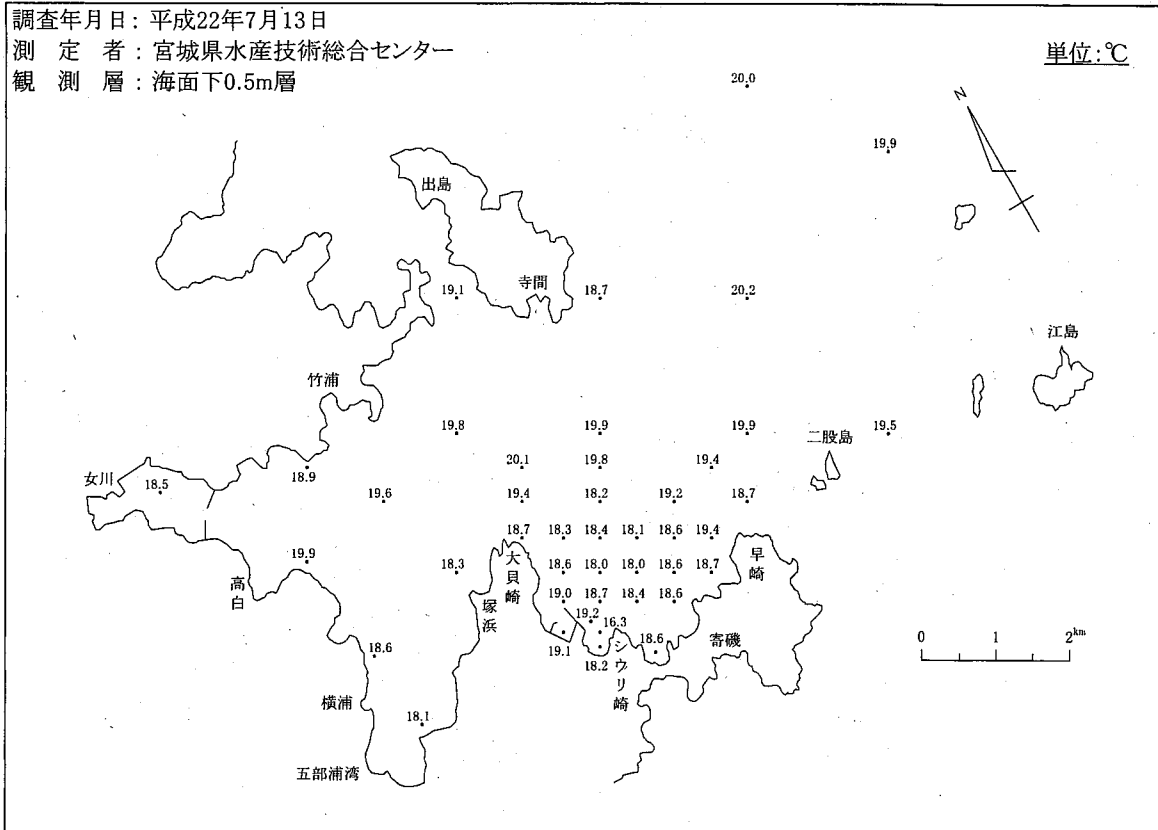 調査年月日：平成22年7月13日
測定者：宮城県水産技術総合センター
観測層：海面下0.5m層
単位：℃
20.0
N
19.9
出島
寺間
19.1
18.7
20.2
江島
竹浦
19.8
19.9
19.9
二股島
19.5
20.1
19.8
19.4
女川
18.5
18.9
19.6
19.4
18.2
19.2
18.7
18.7
18.3
18.4
18.1
18.6
19.4
19.9
18.3
大貝崎
18.6
18.0
18.0
18.6
18.7
早崎
高白
塚浜
19.0
18.7
18.4
18.6
19.2
16.3
19.1
18.2
シウリ崎
18.6
寄磯
0 1 2km
18.6
横浦
18.1
五部浦湾